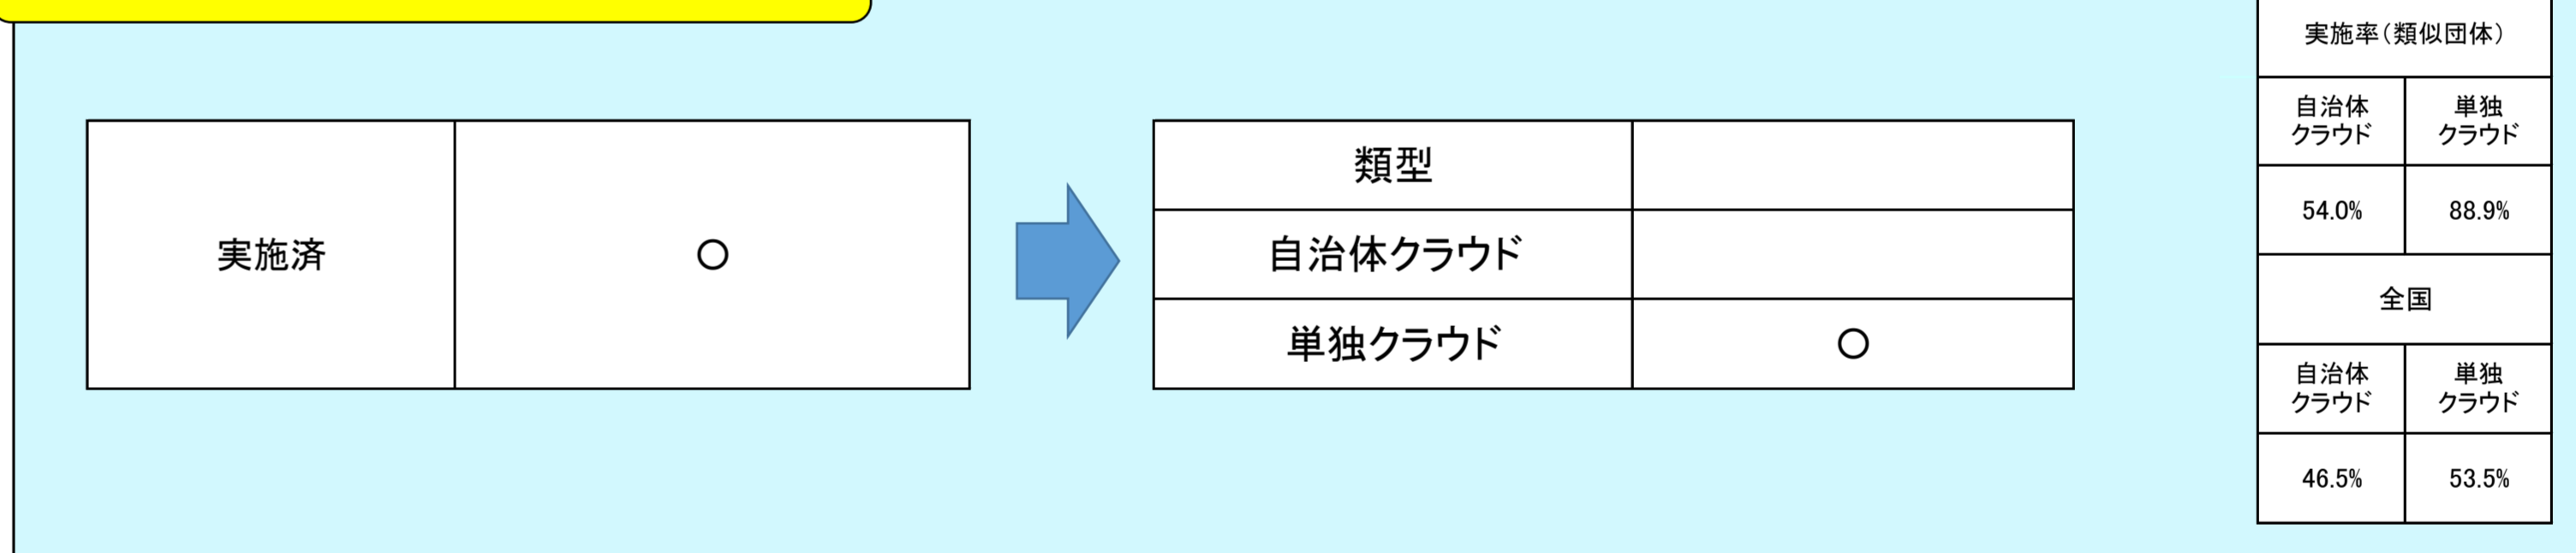 実施済
○
類型
自治体クラウド
単独クラウド
○
実施率(類似団体)
自治体
クラウド
単独
クラウド
54.0%
88.9%
全国
自治体
クラウド
単独
クラウド
46.5%
53.5%